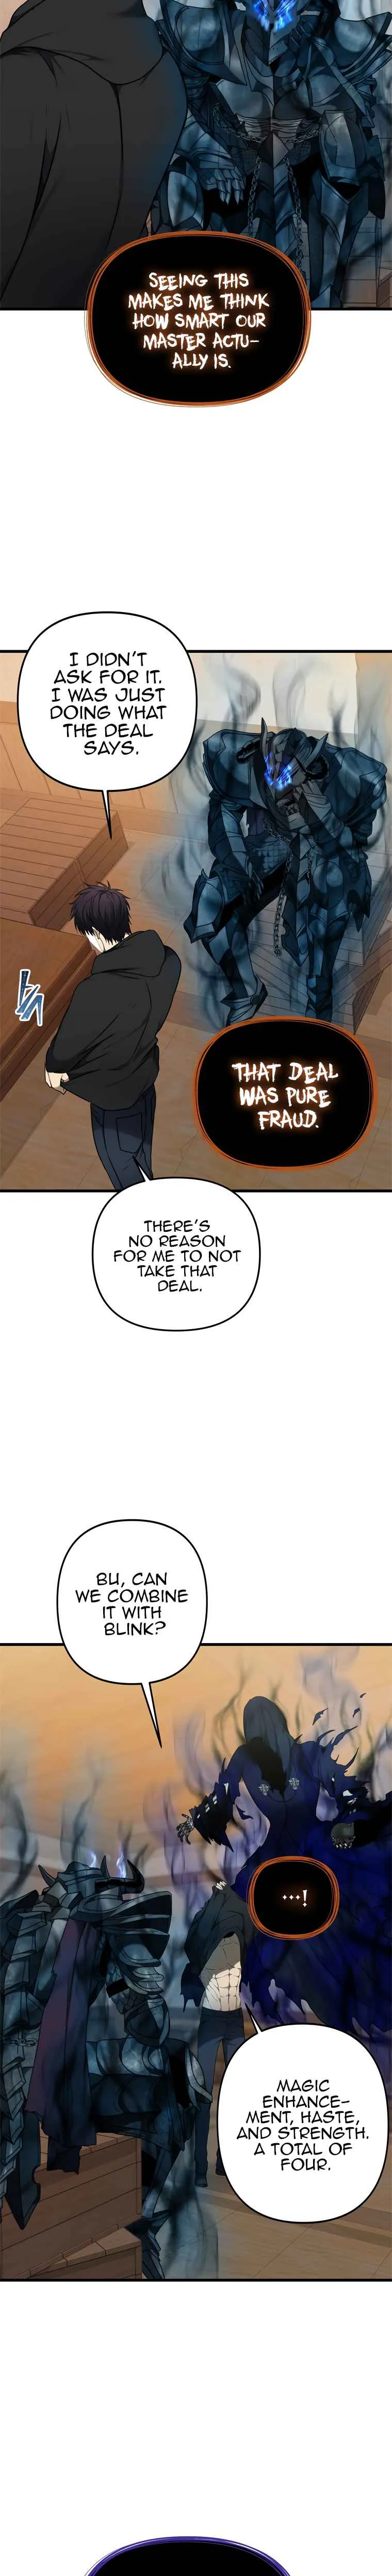 SEEING THIS
MAKES ME THINK
HOW SMART OUR
MASTER ACTU-
ALLY IS.
I DIDN'T
ASK FOR IT.
I WAS JUST
DOING WHAT
THE DEAL
SAYS.
THAT DEAL
WAS PURE
FRAUD.
THERE'S
NO REASON
FOR ME TO NOT
TAKE THAT
DEAL.
BU, CAN
WE COMBINE
IT WITH
BLINK?
...!
MAGIC
ENHANCE-
MENT, HASTE,
AND STRENGTH.
A TOTAL OF
FOUR.